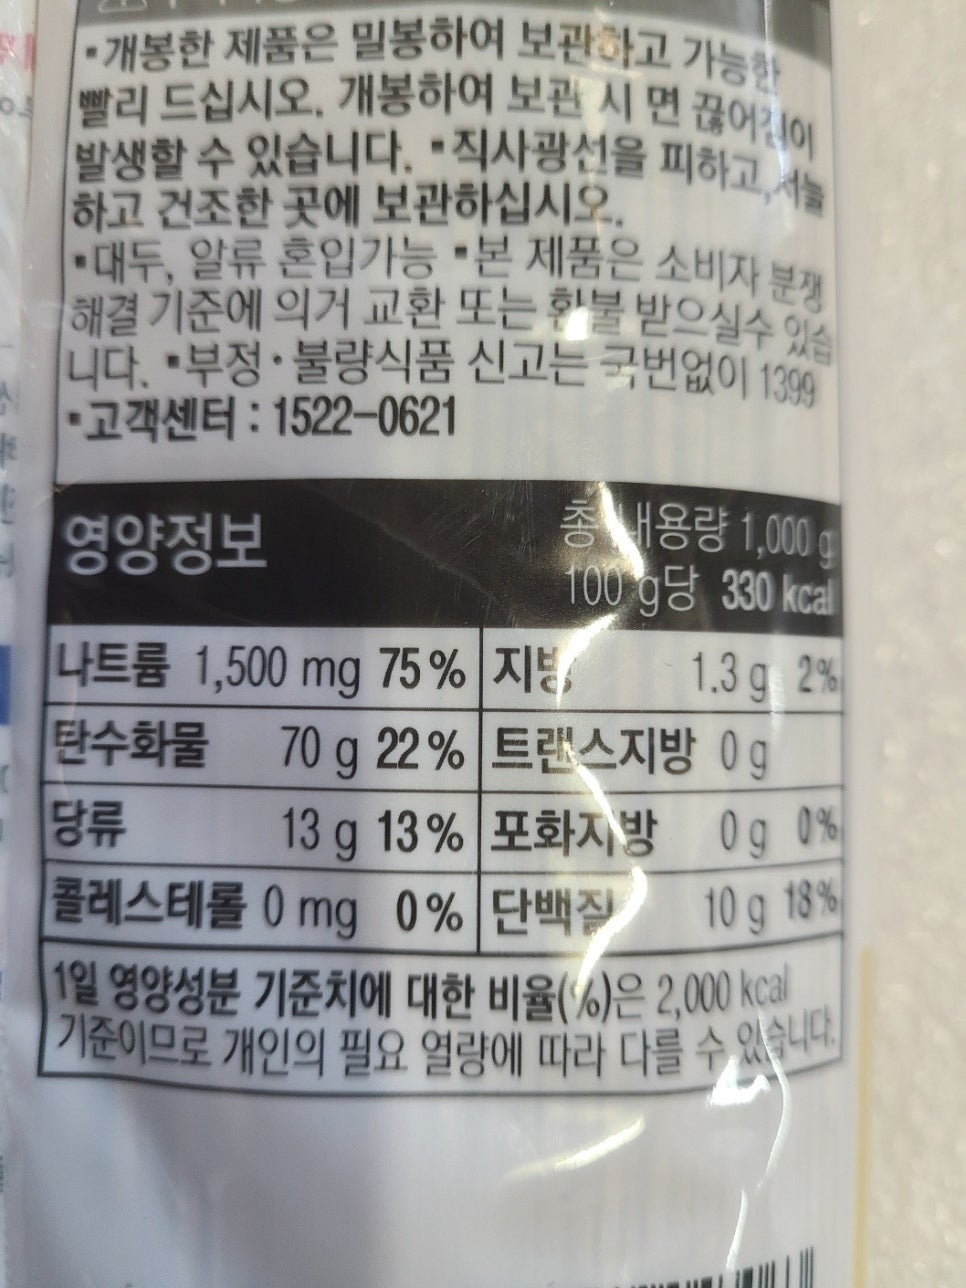 ▪개봉한 제품은 밀봉하여 보관하고 가능한
빨리 드십시오. 개봉하여 보관 시 면 끊어짐이
발생할 수 있습니다. ▪직사광선을 피하고, 서늘
하고 건조한 곳에 보관하십시오.
▪대두, 알류 혼입가능 ▪본 제품은 소비자 분쟁
해결 기준에 의거 교환 또는 환불 받으실수 있습
니다. ▪부정·불량식품 신고는 국번없이 1399
▪고객센터 : 1522-0621
영양정보
총 내용량 1,000 g
100 g당 330 kcal
나트륨 1,500 mg 75% 지방 1.3 g 2%
탄수화물 70 g 22% 트랜스지방 0 g
당류 13 g 13% 포화지방 0 g 0%
콜레스테롤 0 mg 0% 단백질 10 g 18%
1일 영양성분 기준치에 대한 비율(%)은 2,000 kcal
기준이므로 개인의 필요 열량에 따라 다를 수 있습니다.